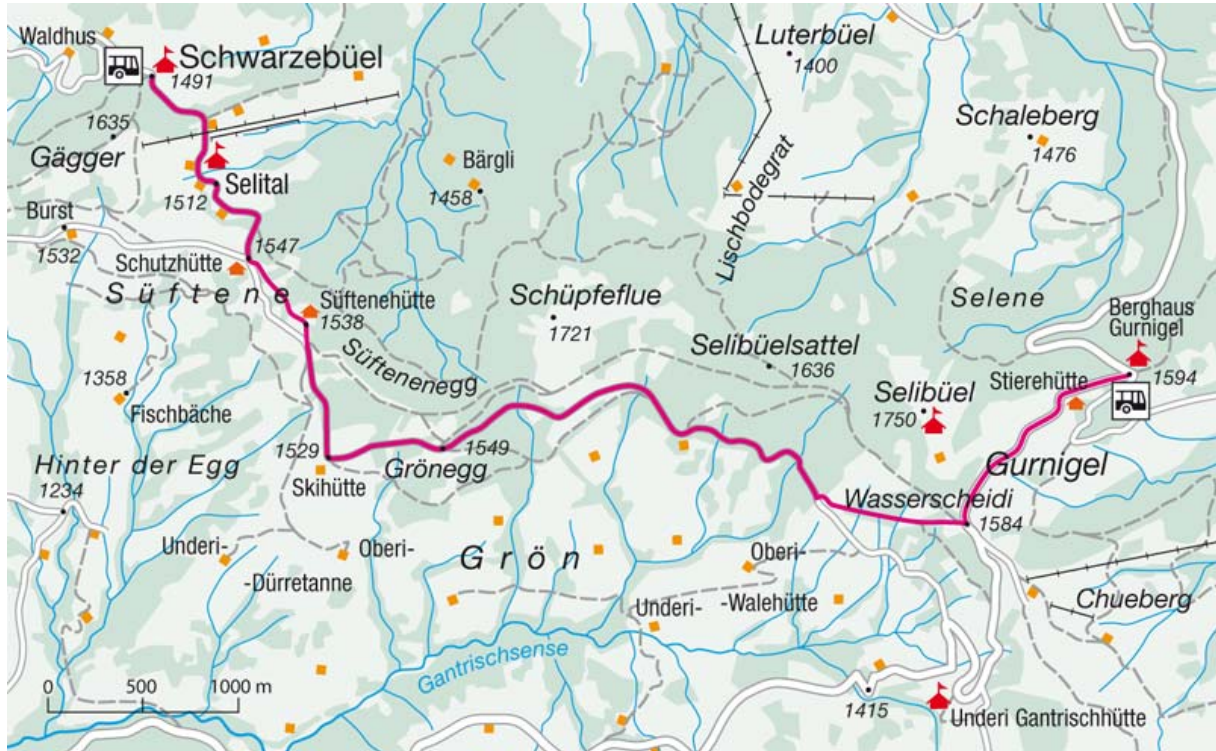 Waldhus
Schwarzebüel
1491
Luterbüel
1400
1635
Gägger
Schaleberg
1476
Selital
1512
Bärgli
1458
Lischbodegrat
Burst
1532
1547
Schutzhütte
Süftene
Süftenehütte
1538
Schüpfeflue
1721
Selene
Berghaus
Gurnigel
1594
Süftenenegg
Selibüelsattel
1636
Stierehütte
Selibüel
1750
1358
Fischbäche
1529
Skihütte
1549
Grönegg
Gurnigel
Hinter der Egg
1234
Wasserscheidi
1584
Underi-
Oberi-
-Dürretanne
Grön
Oberi-
Underi-
-Walehütte
Chueberg
Gantrischsense
0 500 1000 m
1415
Underi Gantrischhütte